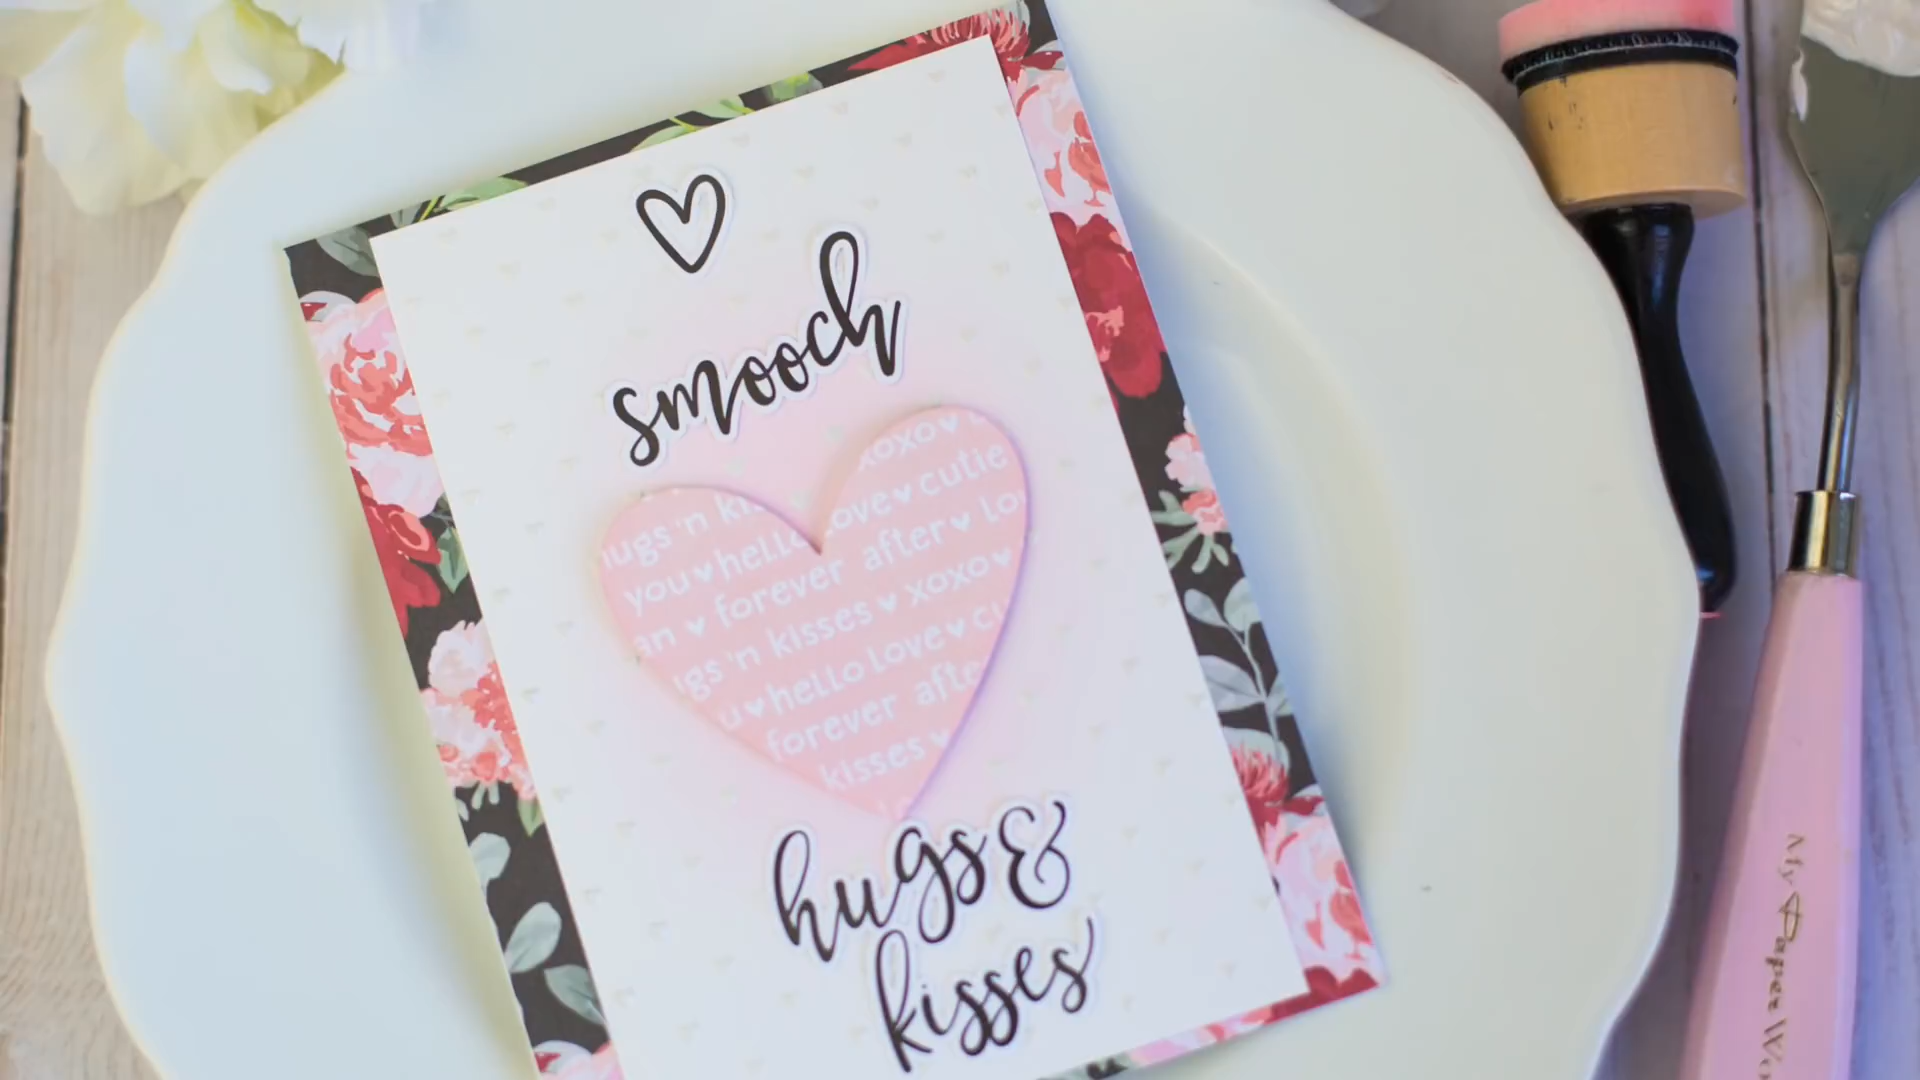 smooch
xoxo♥
hugs 'n
love♥cutie
you♥hello
forever after♥
♥
kisses♥xoxo♥
'n
♥hello love♥
forever
kisses♥
hugs &
kisses
My Paper